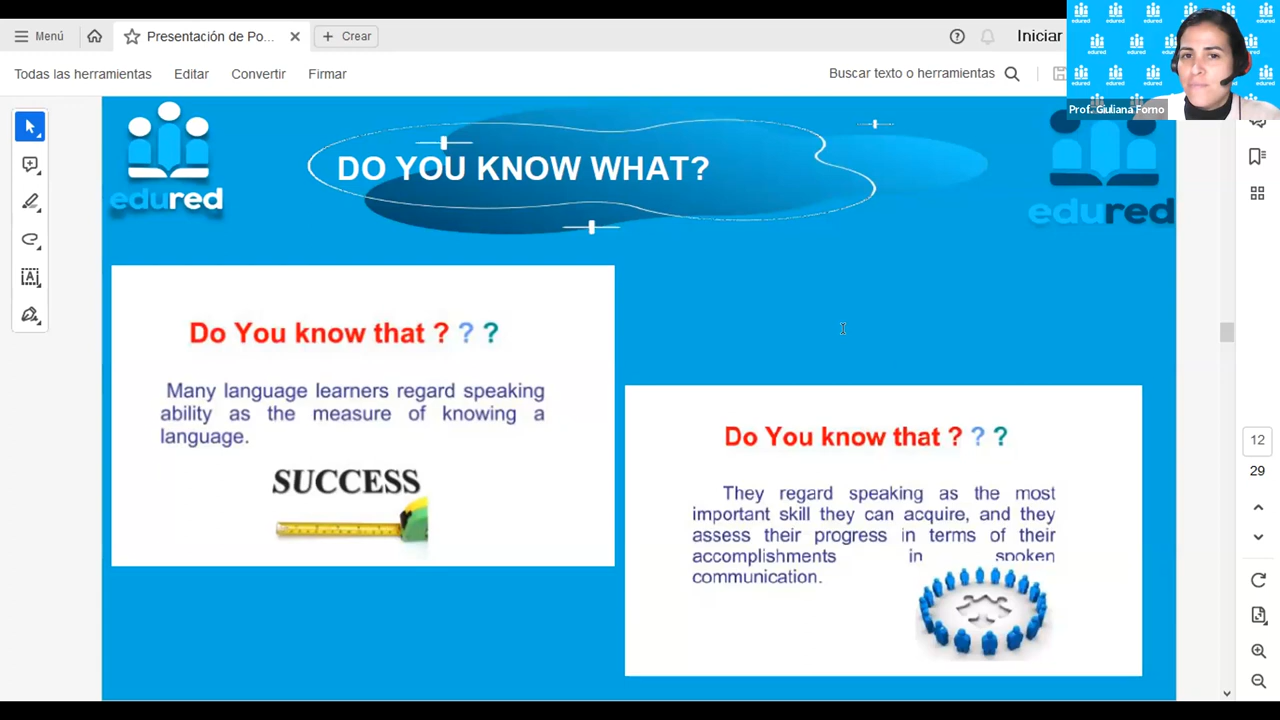 Menú
Presentación de Po...
Crear
Iniciar
Todas las herramientas
Editar
Convertir
Firmar
Buscar texto o herramientas
Prof. Giuliana Forno
edured
edured
DO YOU KNOW WHAT?
Do You know that ? ? ?
Many language learners regard speaking
ability as the measure of knowing a
language.
SUCCESS
Do You know that ? ? ?
They regard speaking as the most
important skill they can acquire, and they
assess their progress in terms of their
accomplishments in spoken
communication.
12
29